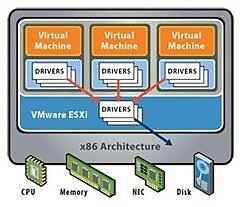 Virtual Machine
Virtual Machine
Virtual Machine
DRIVERS
DRIVERS
DRIVERS
VMware ESXi
DRIVERS
x86 Architecture
CPU
Memory
NIC
Disk